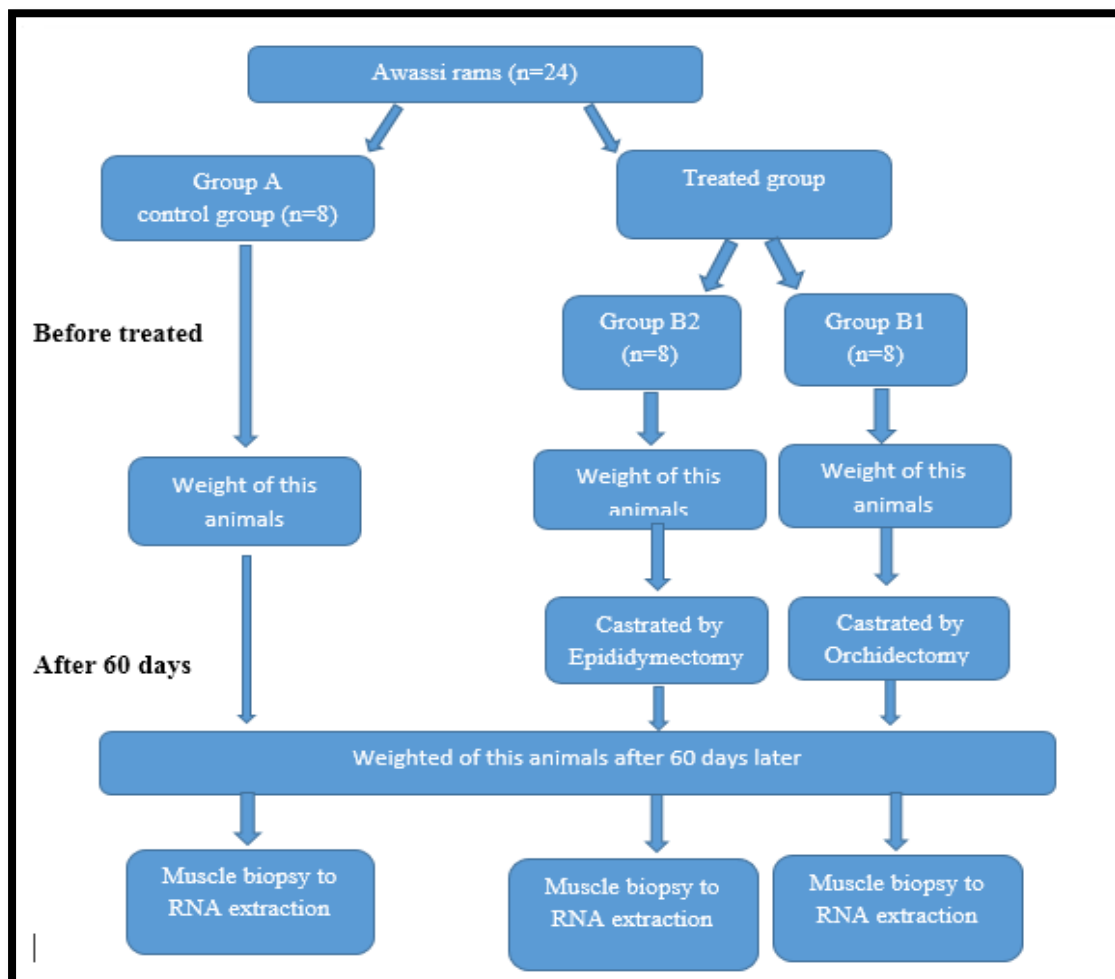 Awassi rams (n=24)
Group A
control group (n=8)
Treated group
Before treated
Group B2
(n=8)
Group B1
(n=8)
Weight of this
animals
Weight of this
animals
Weight of this
animals
Castrated by
Epididymectomy
Castrated by
Orchidectomy
After 60 days
Weighted of this animals after 60 days later
Muscle biopsy to
RNA extraction
Muscle biopsy to
RNA extraction
Muscle biopsy to
RNA extraction